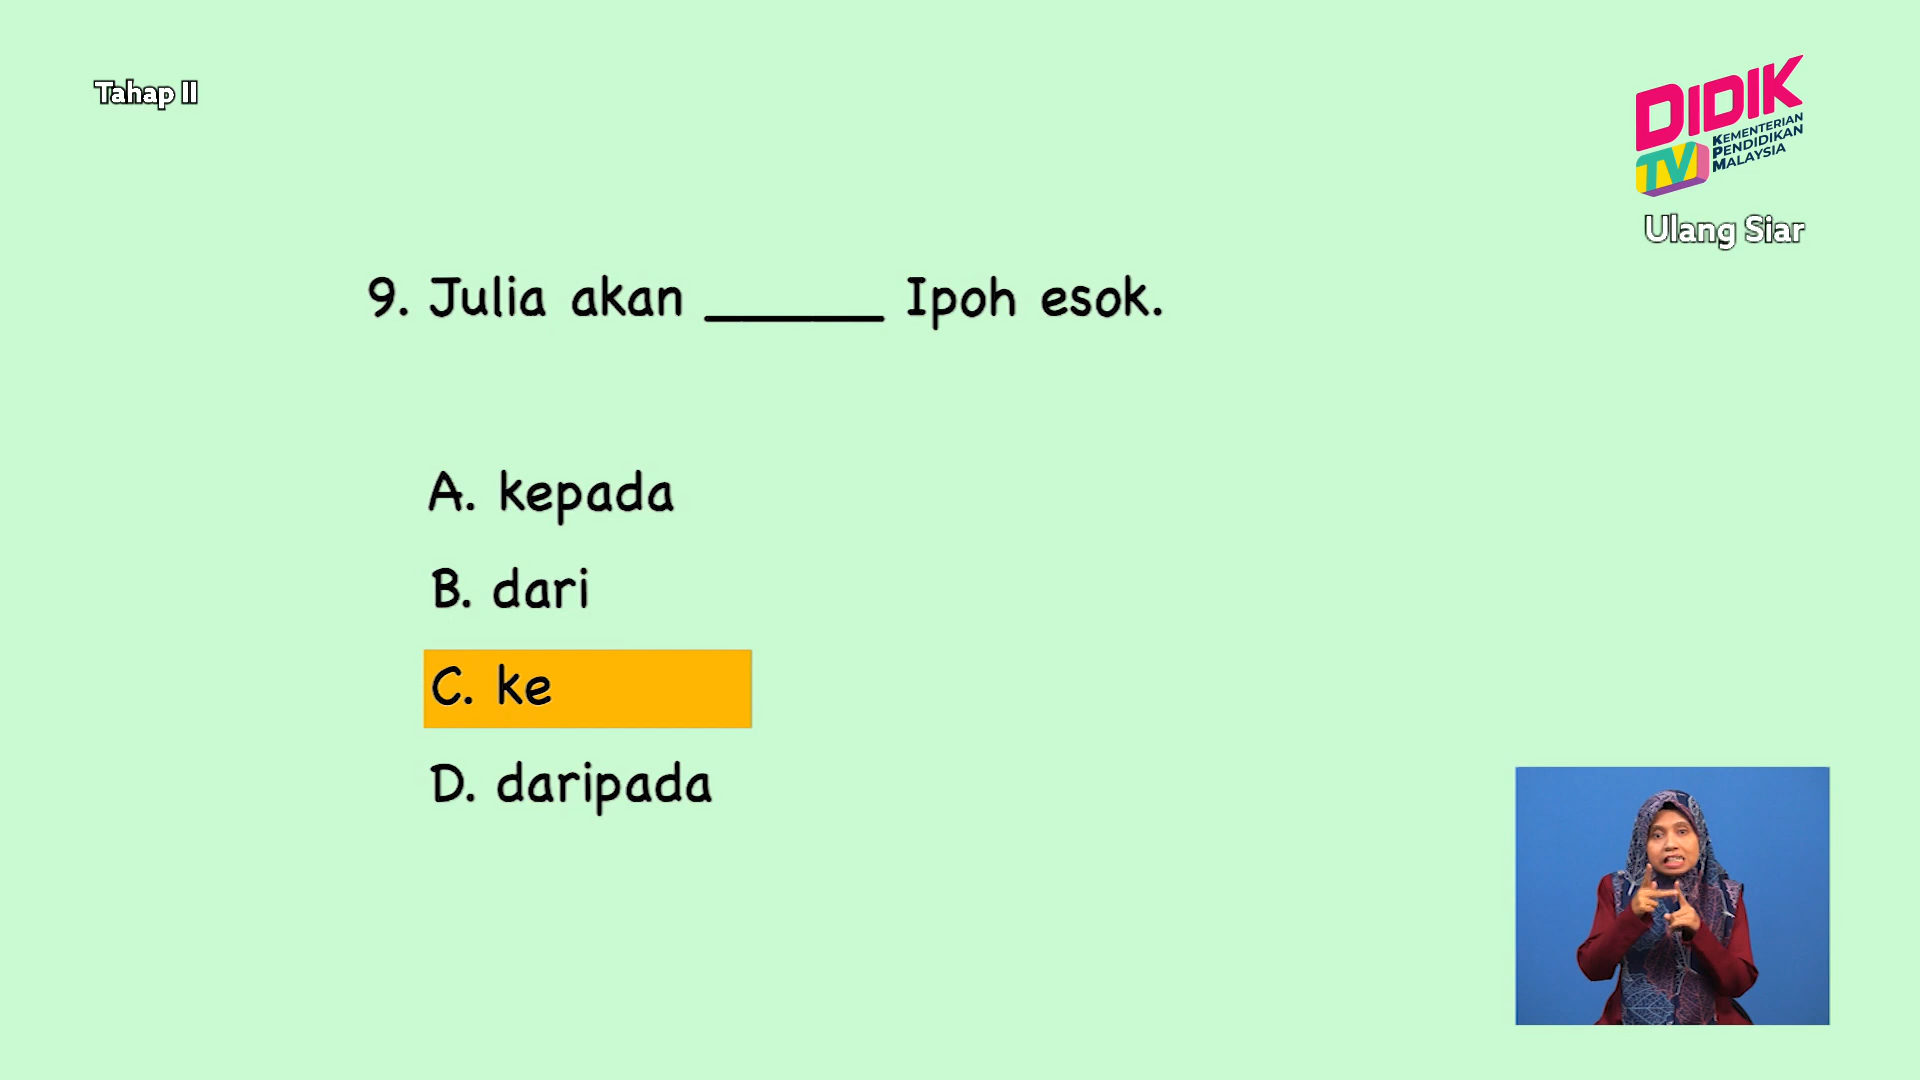 Tahap II
DIDIK
TV
KEMENTERIAN
PENDIDIKAN
MALAYSIA
Ulang Siar
9. Julia akan ______ Ipoh esok.
A. kepada
B. dari
C. ke
D. daripada